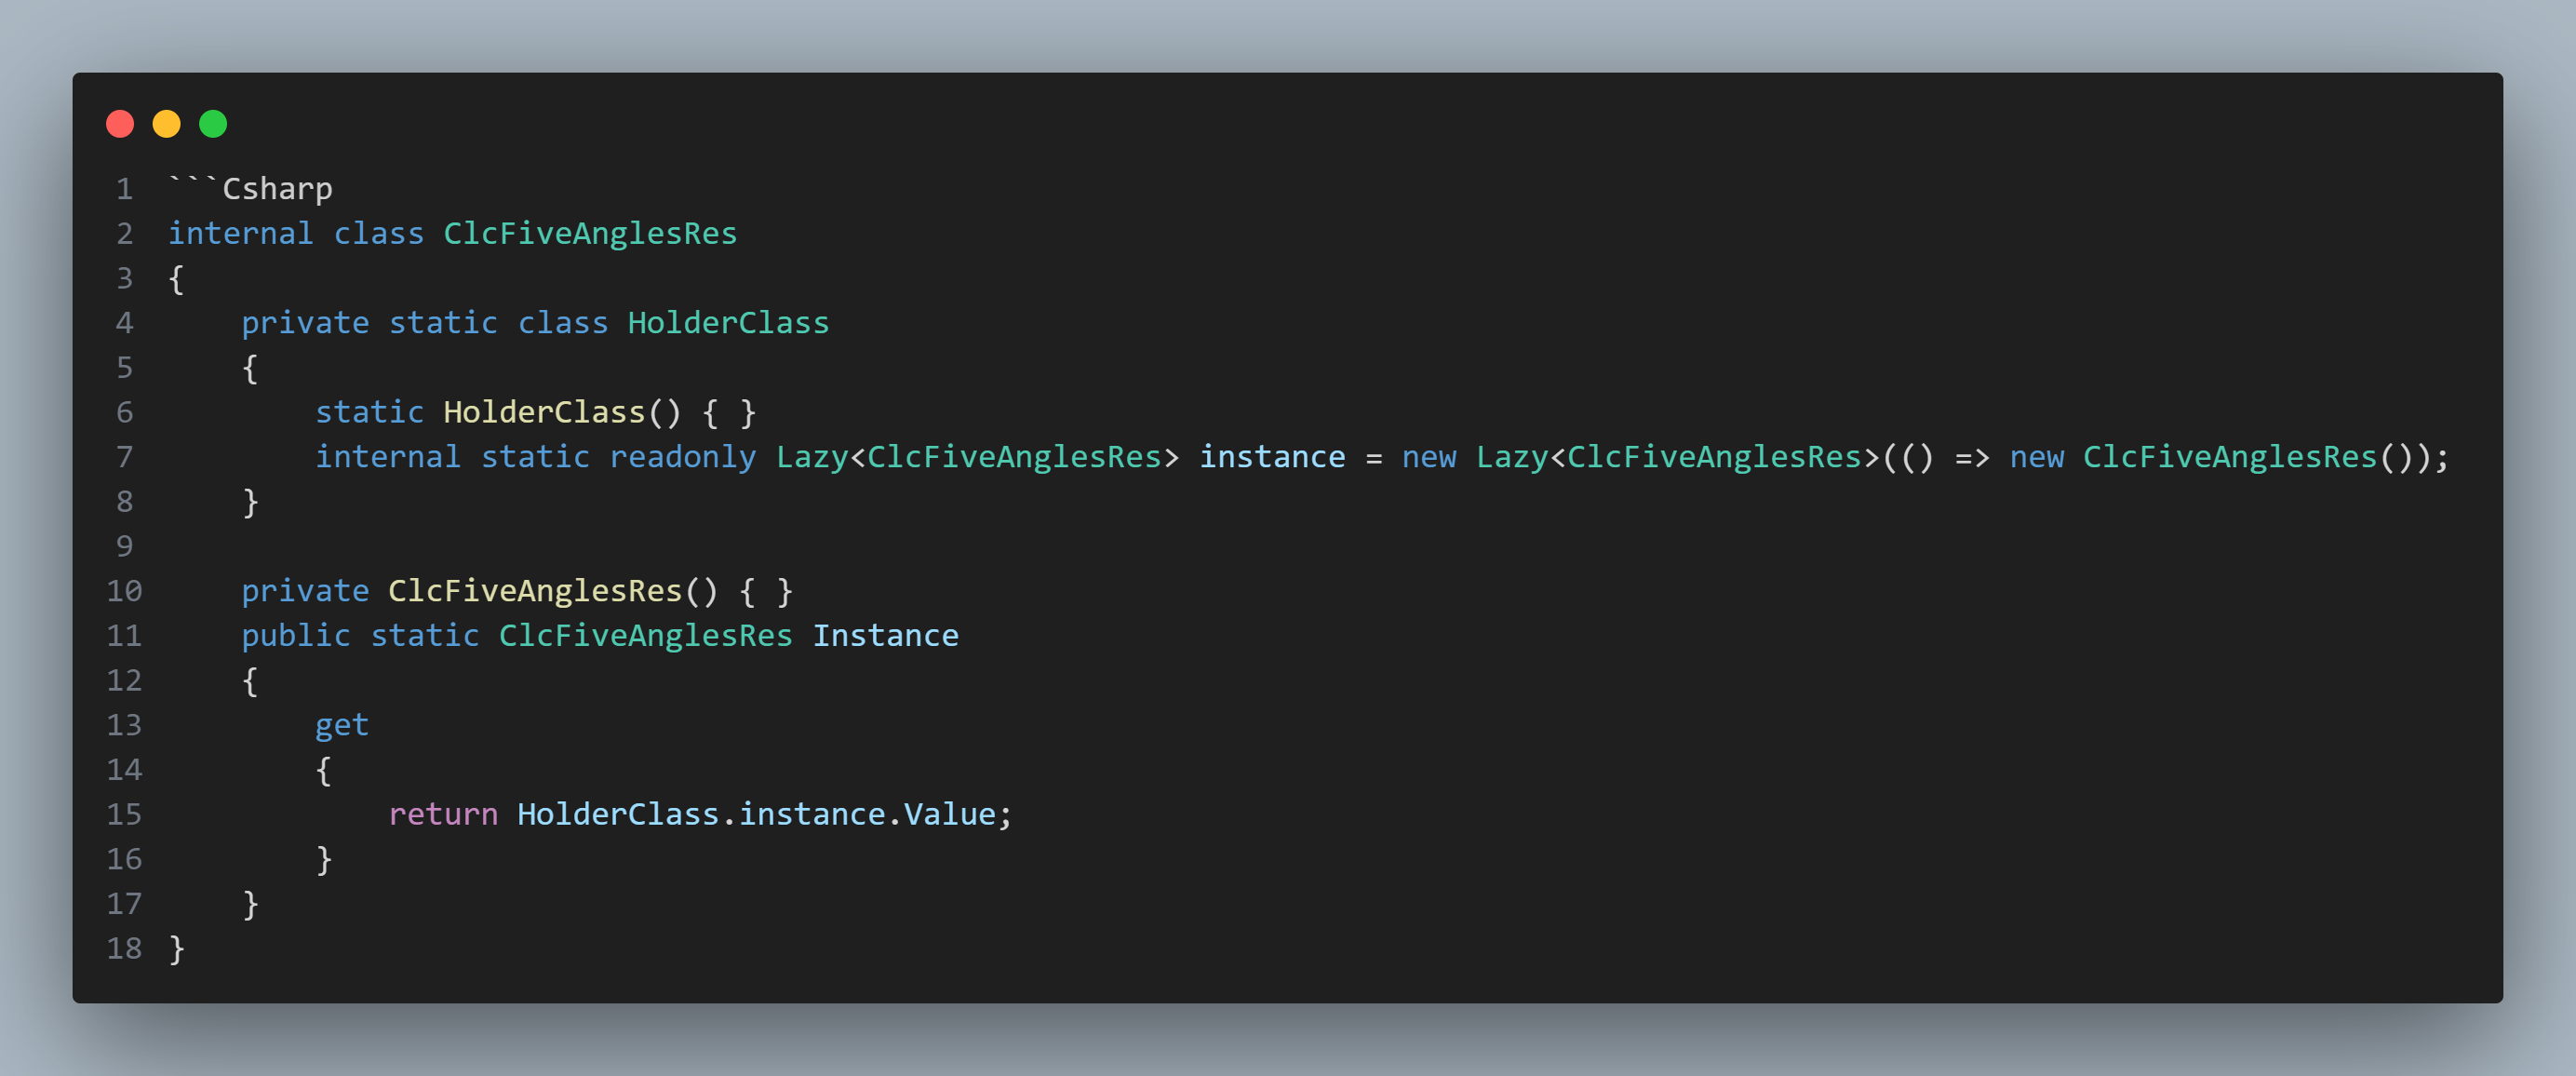 1 ```Csharp
2 internal class ClcFiveAnglesRes
3 {
4     private static class HolderClass
5     {
6         static HolderClass() { }
7         internal static readonly Lazy<ClcFiveAnglesRes> instance = new Lazy<ClcFiveAnglesRes>(() => new ClcFiveAnglesRes());
8     }
9
10     private ClcFiveAnglesRes() { }
11     public static ClcFiveAnglesRes Instance
12     {
13         get
14         {
15             return HolderClass.instance.Value;
16         }
17     }
18 }